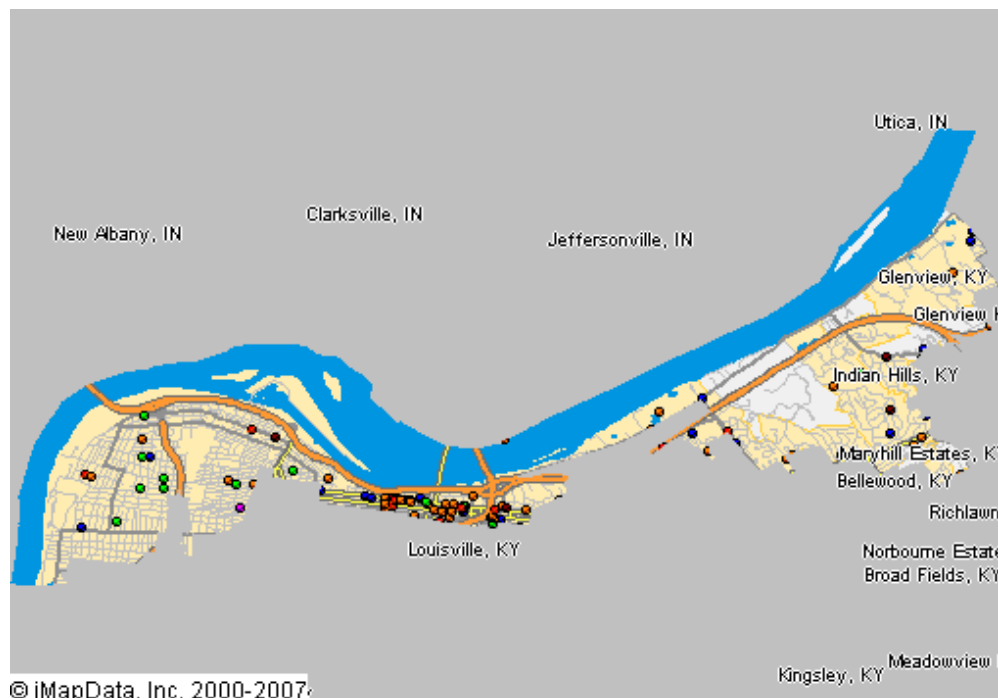 Utica, IN
Clarksville, IN
New Albany, IN
Jeffersonville, IN
Glenview, KY
Glenview
Indian Hills, KY
Maryhill Estates, K
Bellewood, KY
Richlawn
Louisville, KY
Norbourne Estate
Broad Fields, KY
Meadowview
Kingsley, KY
© iMapData, Inc. 2000-2007